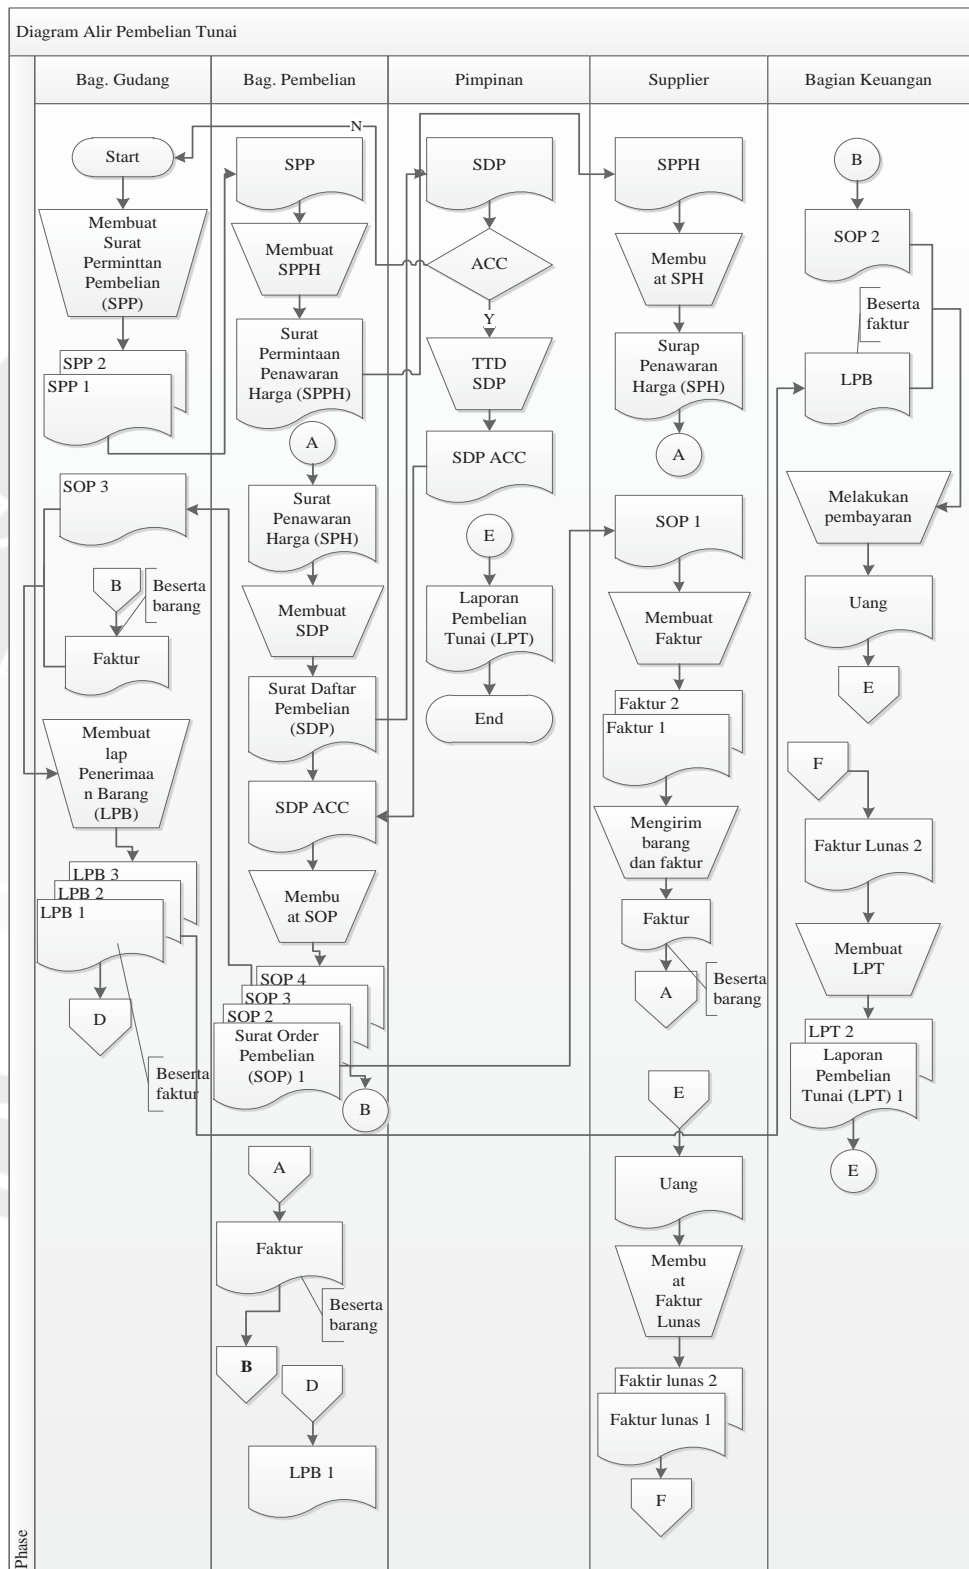 Diagram Alir Pembelian Tunai
Phase
Bag. Gudang
Bag. Pembelian
Pimpinan
Supplier
Bagian Keuangan
Start
Membuat
Surat
Perminttan
Pembelian
(SPP)
SPP 2
SPP 1
SOP 3
B
Beserta
barang
Faktur
Membuat
lap
Penerimaa
n Barang
(LPB)
LPB 3
LPB 2
LPB 1
D
Beserta
faktur
N
SPP
Membuat
SPPH
Surat
Permintaan
Penawaran
Harga (SPPH)
A
Surat
Penawaran
Harga (SPH)
Membuat
SDP
Surat Daftar
Pembelian
(SDP)
SDP ACC
Membu
at SOP
SOP 4
SOP 3
SOP 2
Surat Order
Pembelian
(SOP) 1
B
A
Faktur
Beserta
barang
B
D
LPB 1
SDP
ACC
Y
TTD
SDP
SDP ACC
E
Laporan
Pembelian
Tunai (LPT)
End
SPPH
Membu
at SPH
Surap
Penawaran
Harga (SPH)
A
SOP 1
Membuat
Faktur
Faktur 2
Faktur 1
Mengirim
barang
dan faktur
Faktur
A
Beserta
barang
E
Uang
Membu
at
Faktur
Lunas
Faktir lunas 2
Faktur lunas 1
F
B
SOP 2
Beserta
faktur
LPB
Melakukan
pembayaran
Uang
E
F
Faktur Lunas 2
Membuat
LPT
LPT 2
Laporan
Pembelian
Tunai (LPT) 1
E